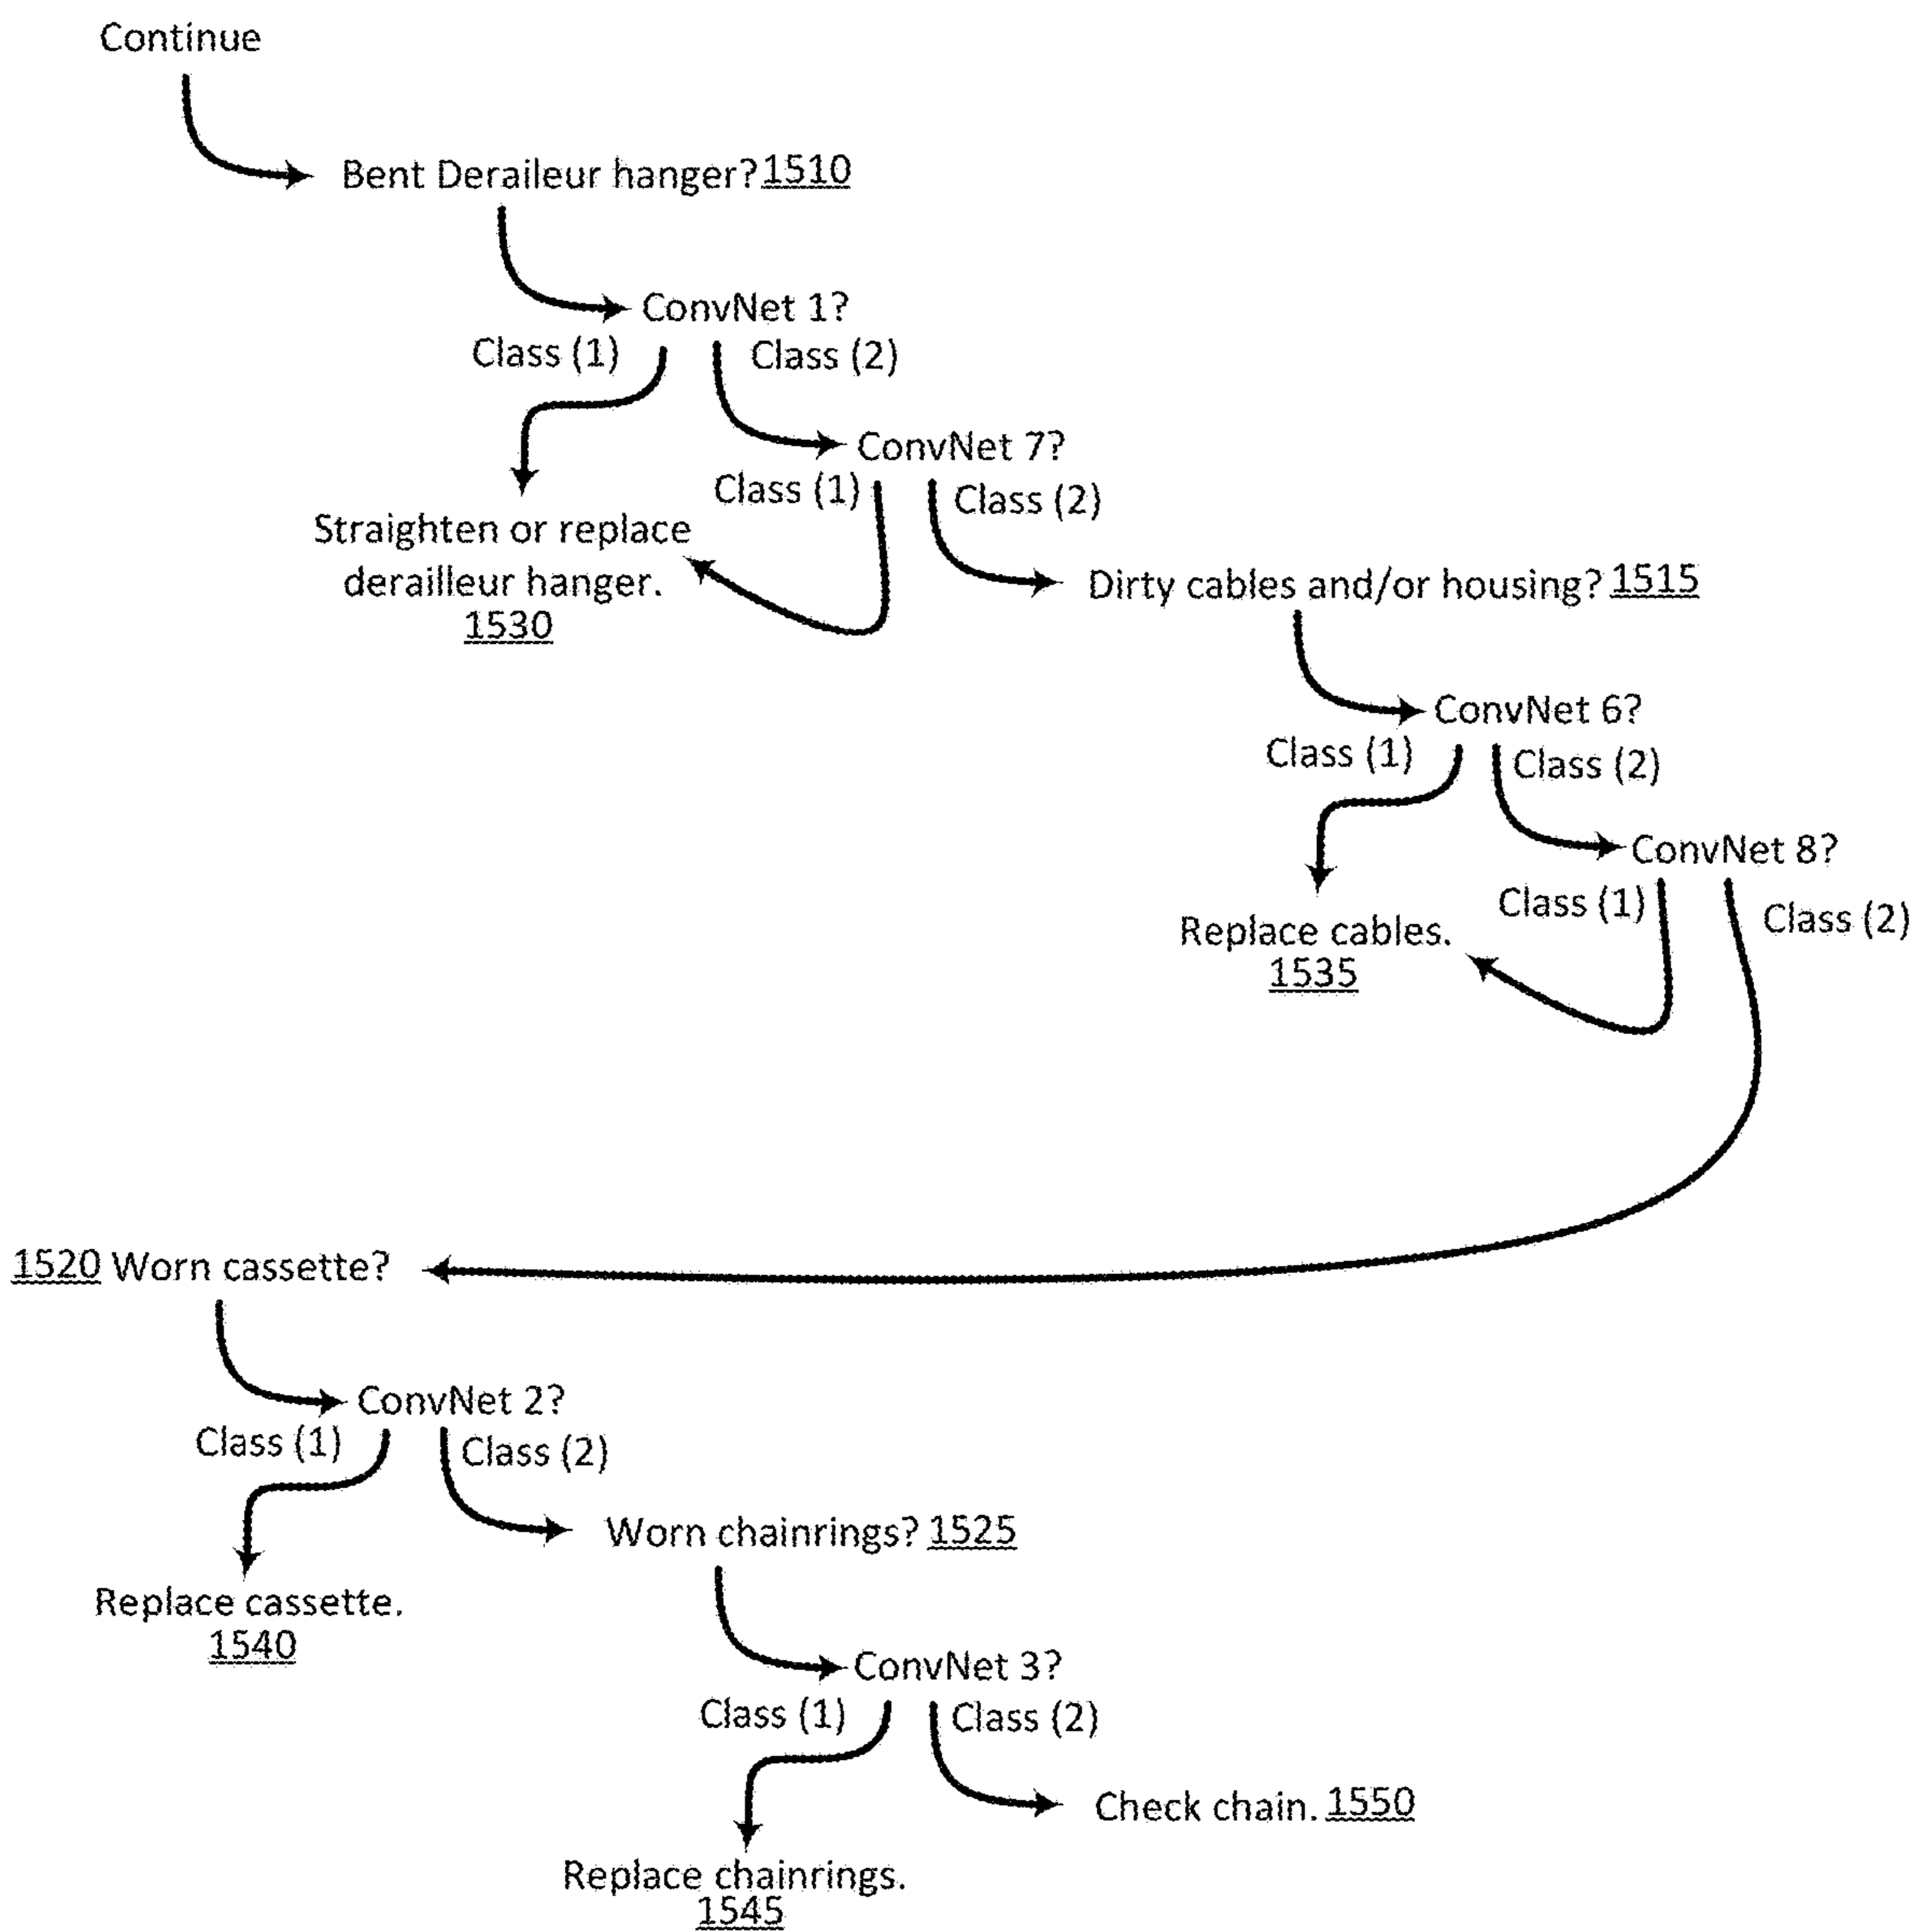 Continue
Bent Deraileur hanger? 1510
ConvNet 1?
Class (1)
Class (2)
ConvNet 7?
Class (1)
Class (2)
Straighten or replace
derailleur hanger.
1530
Dirty cables and/or housing? 1515
ConvNet 6?
Class (1)
Class (2)
ConvNet 8?
Class (1)
Class (2)
Replace cables.
1535
1520 Worn cassette?
ConvNet 2?
Class (1)
Class (2)
Worn chainrings? 1525
Replace cassette.
1540
ConvNet 3?
Class (1)
Class (2)
Check chain. 1550
Replace chainrings.
1545